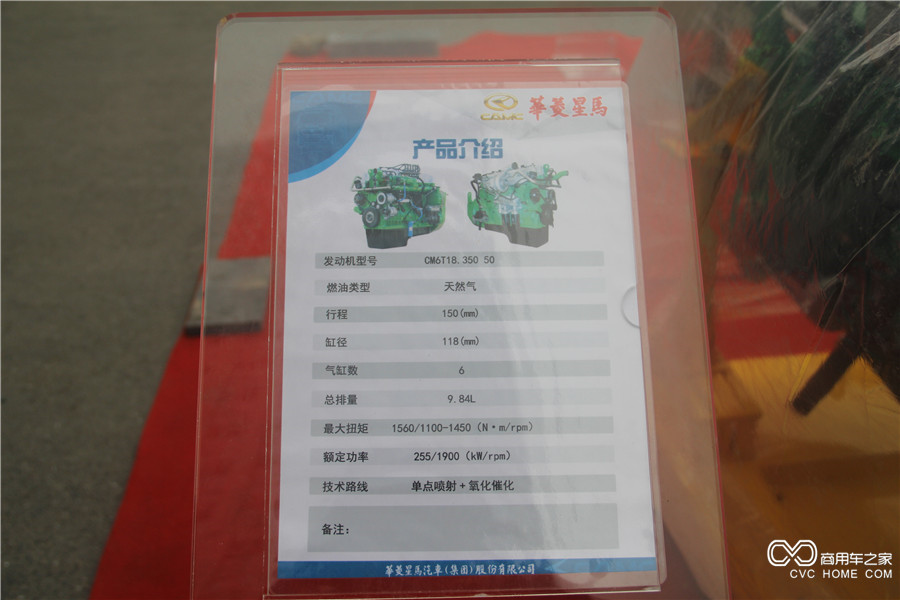 CAMC 華菱星馬
产品介绍
发动机型号 CM6T18.350 50
燃油类型 天然气
行程 150(mm)
缸径 118(mm)
气缸数 6
总排量 9.84L
最大扭矩 1560/1100-1450（N·m/rpm）
额定功率 255/1900（kW/rpm）
技术路线 单点喷射+氧化催化
备注：
華菱星馬汽車(集团)股份有限公司
商用车之家
CVC HOME COM